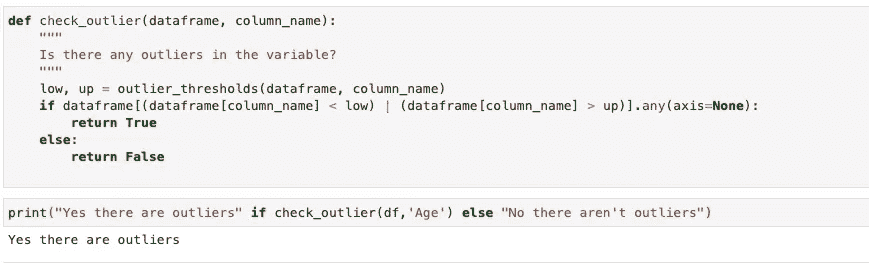 def check_outlier(dataframe, column_name):
    """
    Is there any outliers in the variable?
    """
    low, up = outlier_thresholds(dataframe, column_name)
    if dataframe[(dataframe[column_name] < low) | (dataframe[column_name] > up)].any(axis=None):
        return True
    else:
        return False
print("Yes there are outliers" if check_outlier(df,'Age') else "No there aren't outliers")
Yes there are outliers